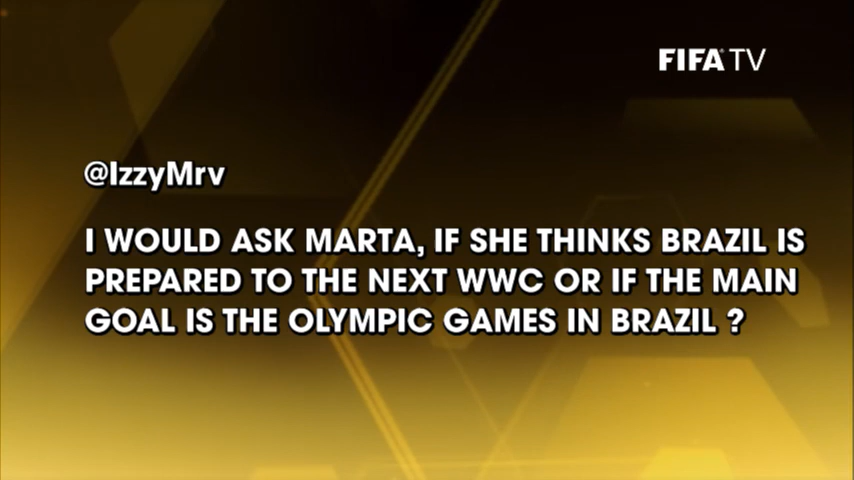 FIFA TV
@IzzyMrv
I WOULD ASK MARTA, IF SHE THINKS BRAZIL IS
PREPARED TO THE NEXT WWC OR IF THE MAIN
GOAL IS THE OLYMPIC GAMES IN BRAZIL ?